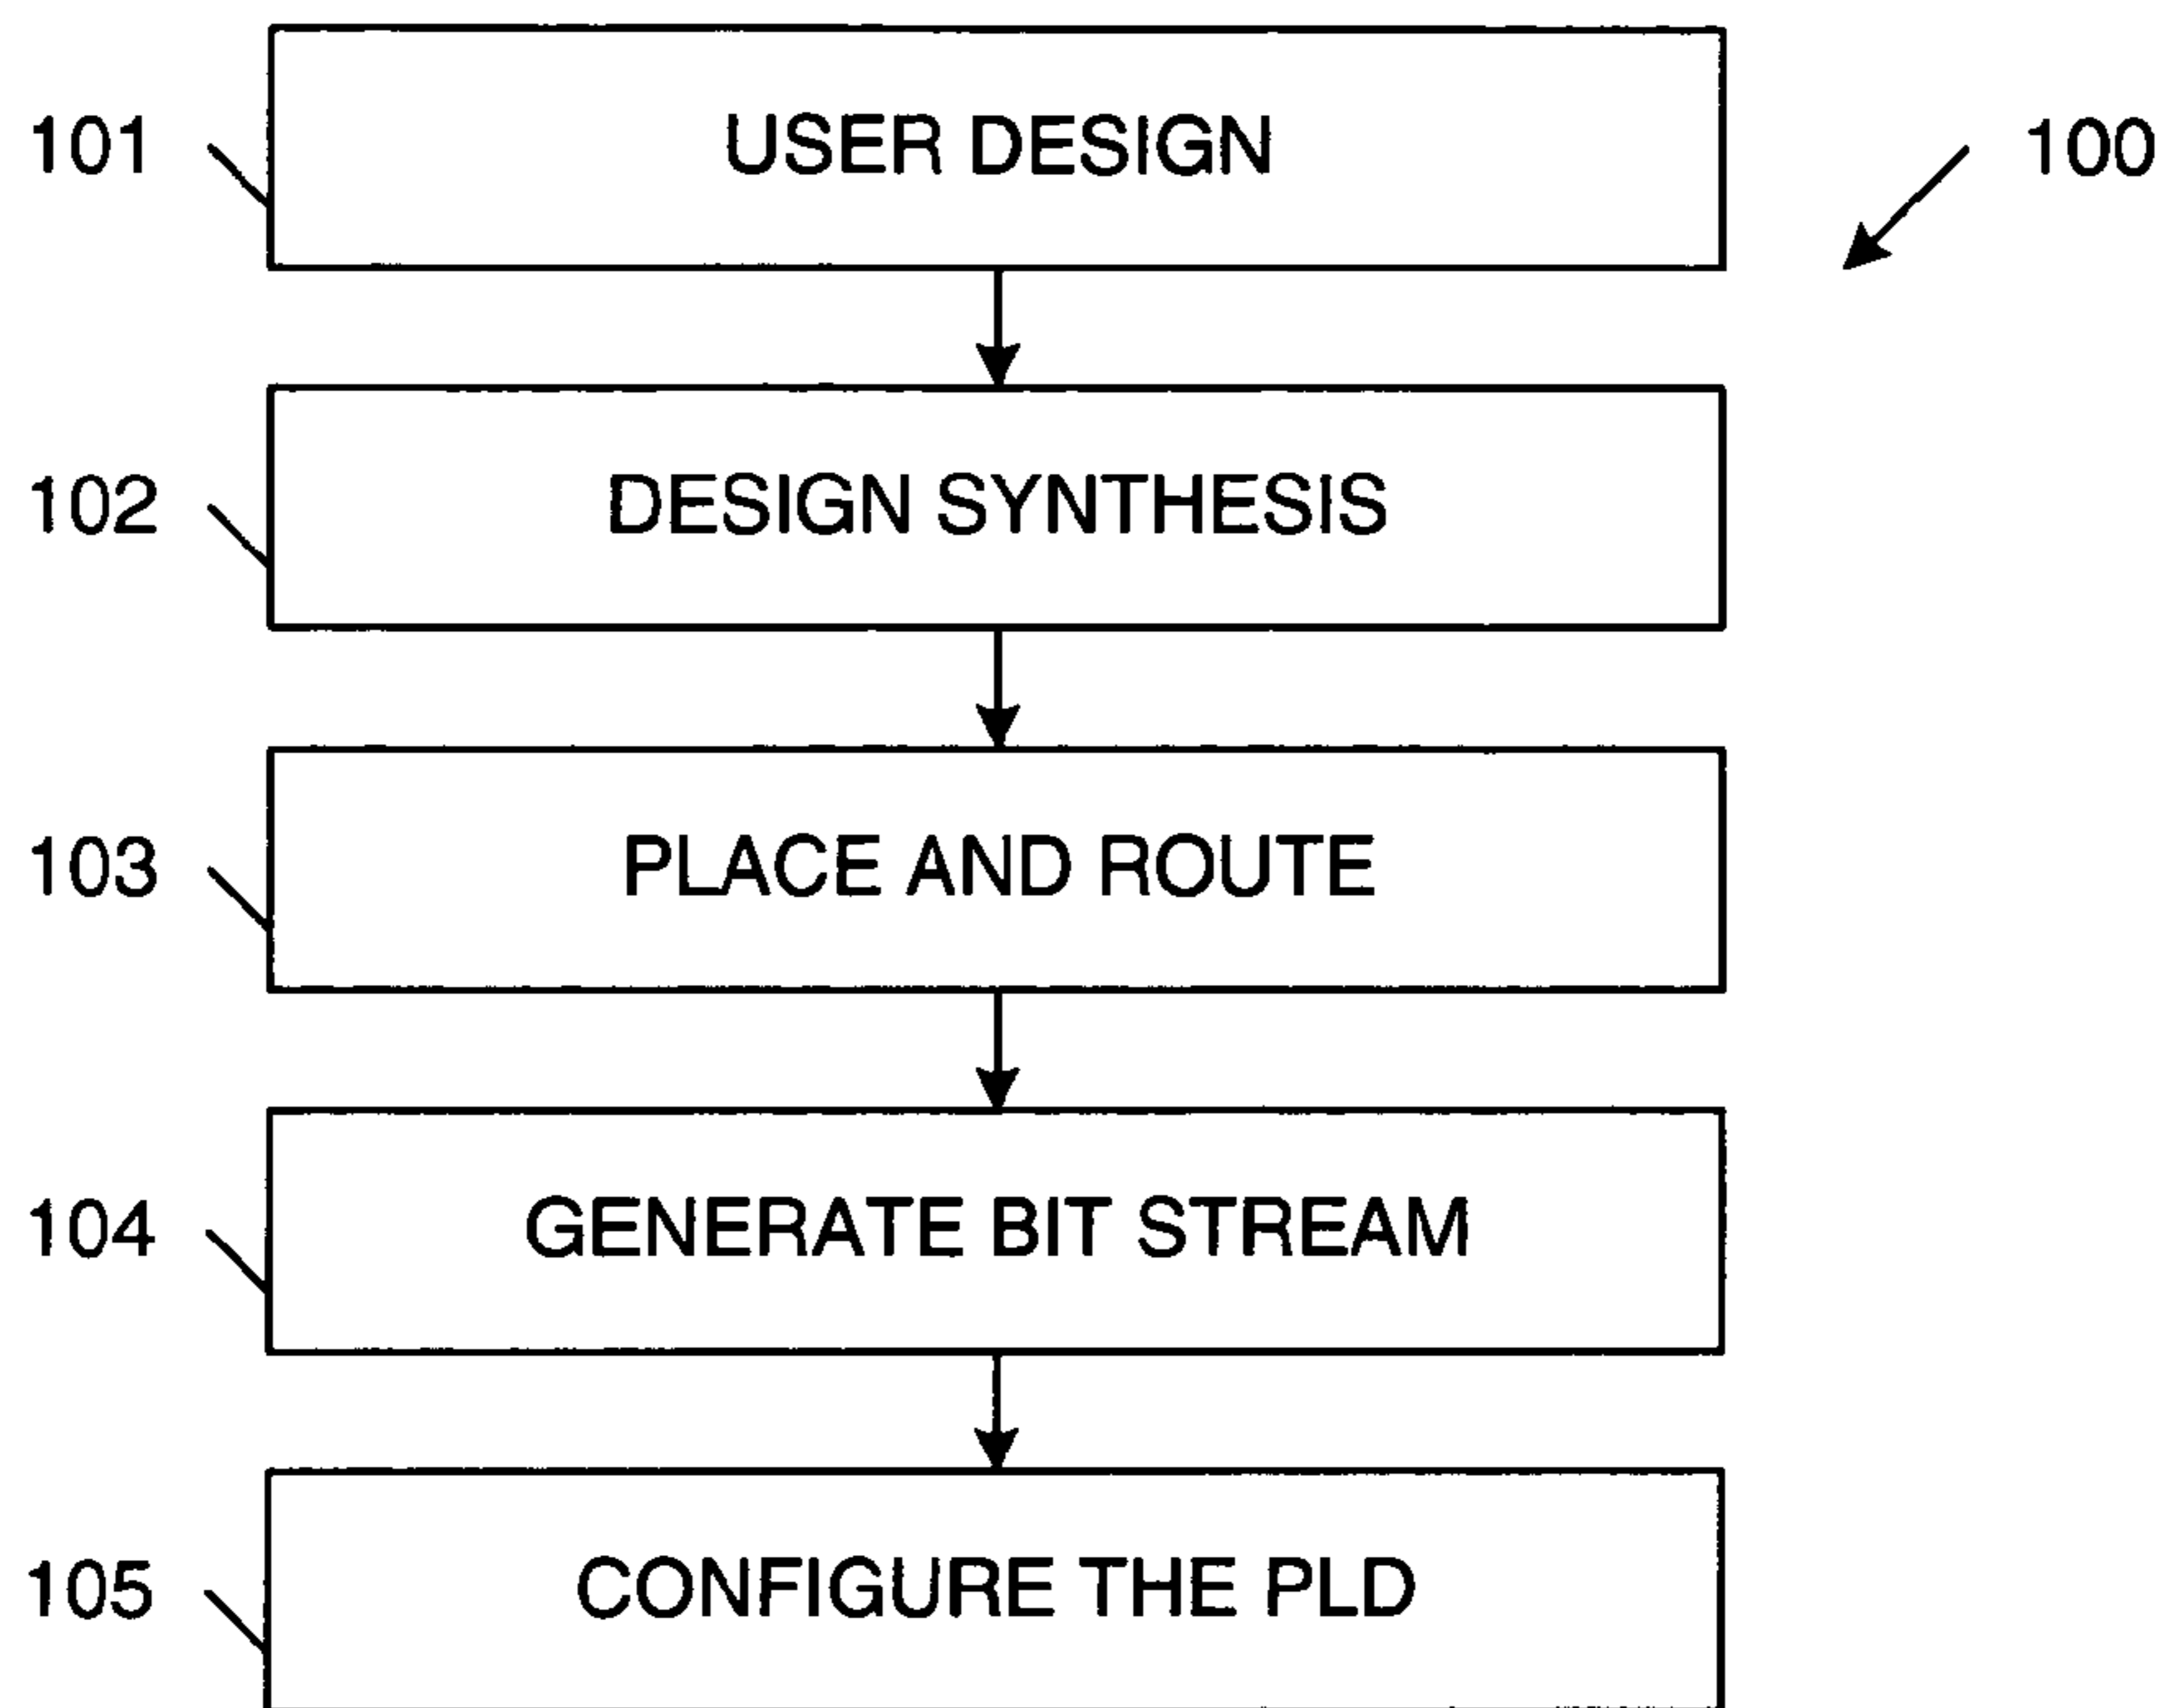 101 USER DESIGN 100
102 DESIGN SYNTHESIS
103 PLACE AND ROUTE
104 GENERATE BIT STREAM
105 CONFIGURE THE PLD